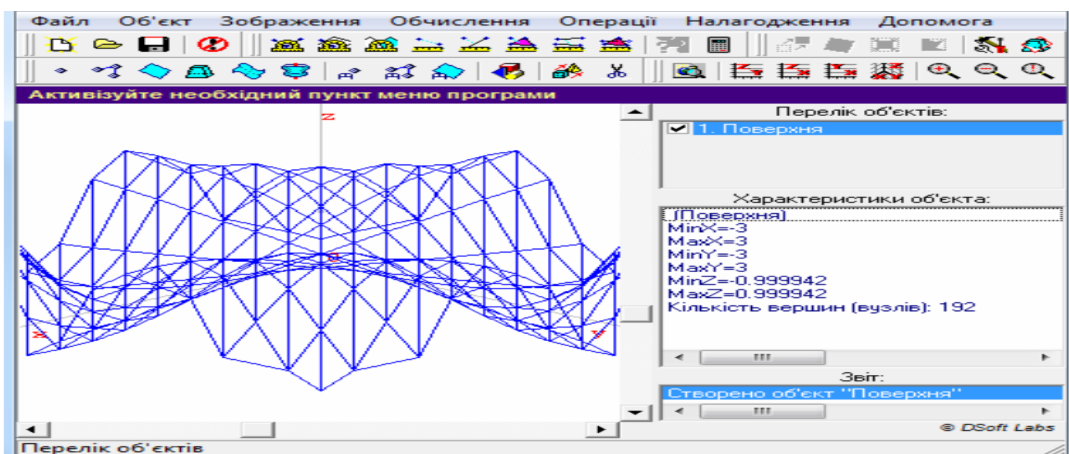 Файл Об'єкт Зображення Обчислення Операції Налагодження Допомога
Активізуйте необхідний пункт меню програми
z
x
y
Перелік об'єктів:
1. Поверхня
Характеристики об'єкта:
[Поверхня]
MinX=-3
MaxX=3
MinY=-3
MaxY=3
MinZ=-0.999942
MaxZ=0.999942
Кількість вершин (вузлів): 192
Звіт:
Створено об'єкт "Поверхня"
© DSoft Labs
Перелік об'єктів